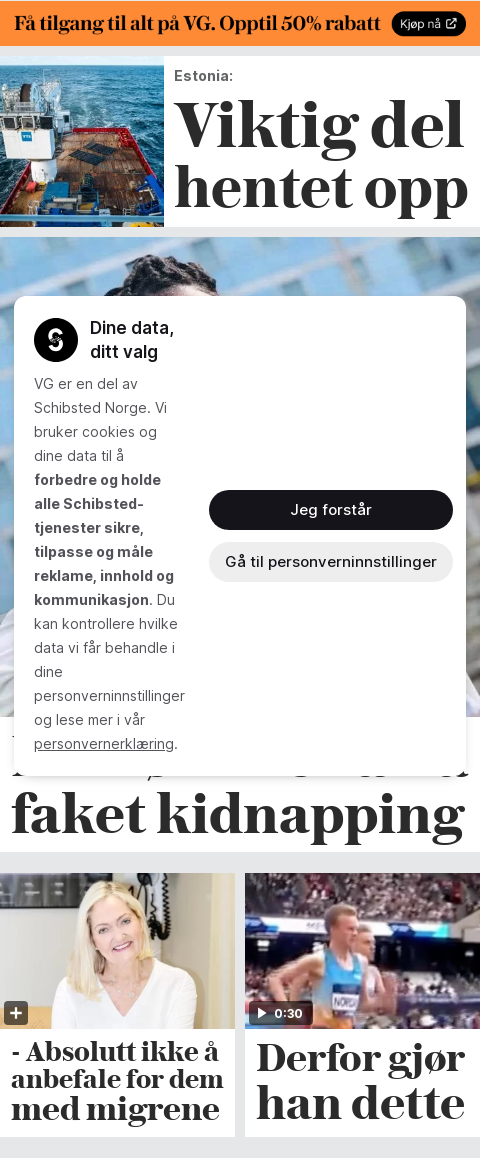 Få tilgang til alt på VG. Opptil 50% rabatt
Kjøp nå
Estonia:
Viktig del
hentet opp
Dine data,
ditt valg
VG er en del av
Schibsted Norge. Vi
bruker cookies og
dine data til å
forbedre og holde
alle Schibsted-
tjenester sikre,
tilpasse og måle
reklame, innhold og
kommunikasjon. Du
kan kontrollere hvilke
data vi får behandle i
dine
personverninnstillinger
og lese mer i vår
personvernerklæring.
Jeg forstår
Gå til personverninnstillinger
faket kidnapping
0:30
- Absolutt ikke å
anbefale for dem
med migrene
Derfor gjør
han dette